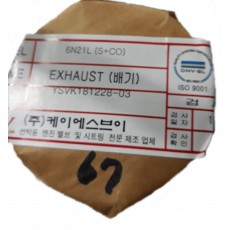 EL 6N21L (S+CO)
E EXHAUST (배기)
YSVK181228-03
DNV·GL
ISO 9001
검
(주)케이에스브이
선박용 엔진 밸브 및 시트링 전문 제조 업체
검사
일자
검사
확인
67